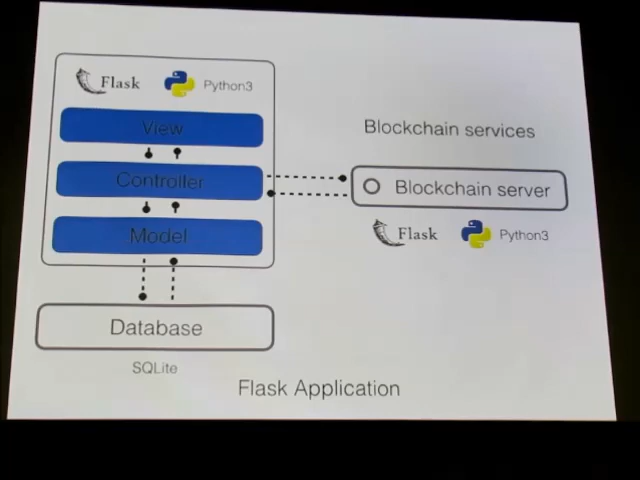 Flask Python3
View
Controller
Model
Database
SQLite
Blockchain services
Blockchain server
Flask Python3
Flask Application